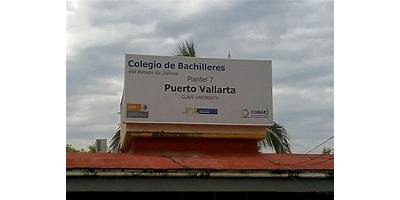 Colegio de Bachilleres
del Estado de Jalisco
Plantel 7
Puerto Vallarta
COBAEJ